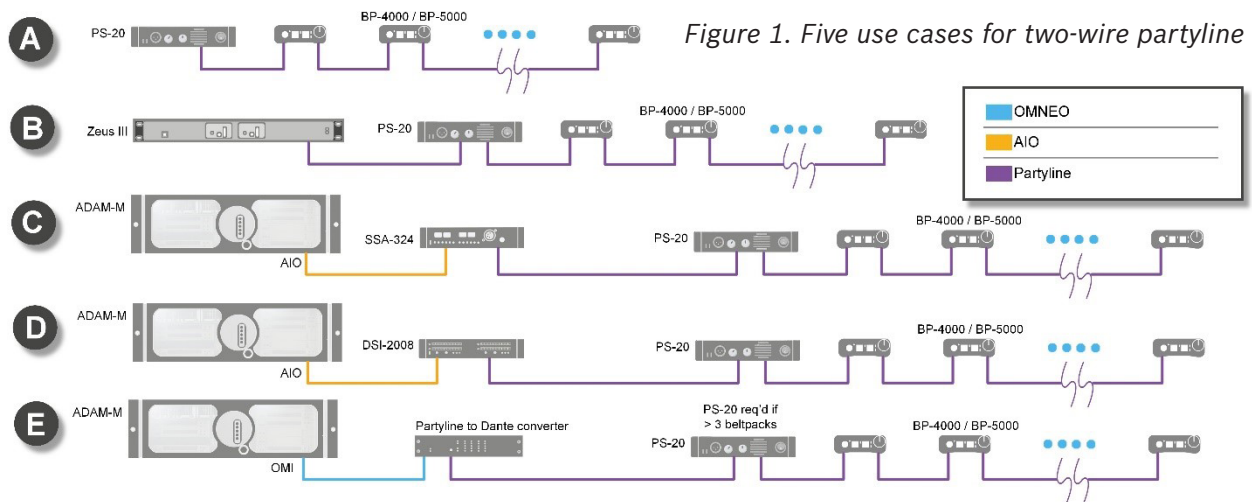 Figure 1. Five use cases for two-wire partyline
A
PS-20
BP-4000 / BP-5000
OMNEO
AIO
Partyline
B
Zeus III
PS-20
BP-4000 / BP-5000
C
ADAM-M
AIO
SSA-324
PS-20
BP-4000 / BP-5000
D
ADAM-M
AIO
DSI-2008
PS-20
BP-4000 / BP-5000
E
ADAM-M
OMI
Partyline to Dante converter
PS-20 req'd if
> 3 beltpacks
PS-20
BP-4000 / BP-5000